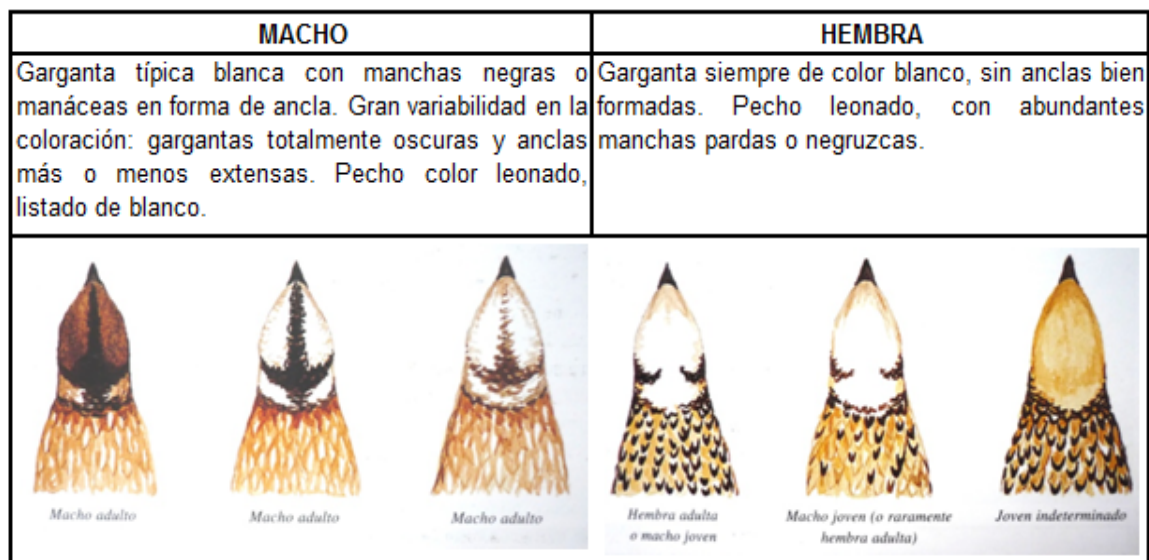 MACHO
HEMBRA
Garganta típica blanca con manchas negras o
manáceas en forma de ancla. Gran variabilidad en la
coloración: gargantas totalmente oscuras y anclas
más o menos extensas. Pecho color leonado,
listado de blanco.
Garganta siempre de color blanco, sin anclas bien
formadas. Pecho leonado, con abundantes
manchas pardas o negruzcas.
Macho adulto
Macho adulto
Macho adulto
Hembra adulta
o macho joven
Macho joven (o raramente
hembra adulta)
Joven indeterminado